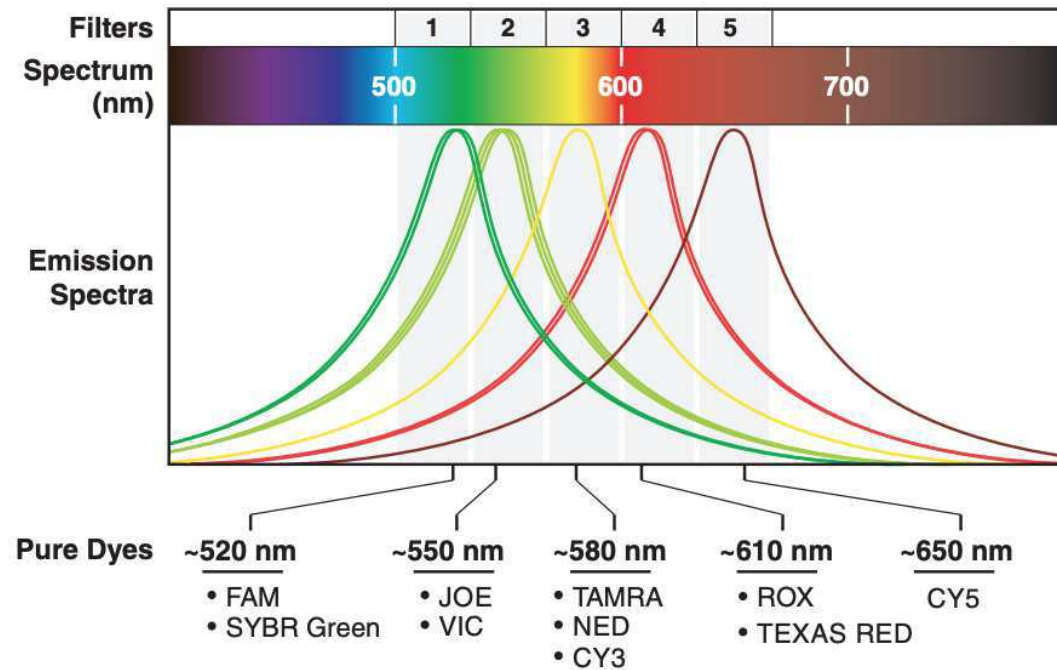 Filters 1 2 3 4 5
Spectrum
(nm)
500 600 700
Emission
Spectra
Pure Dyes ~520 nm ~550 nm ~580 nm ~610 nm ~650 nm
• FAM • JOE • TAMRA • ROX CY5
• SYBR Green • VIC • NED • TEXAS RED
• CY3